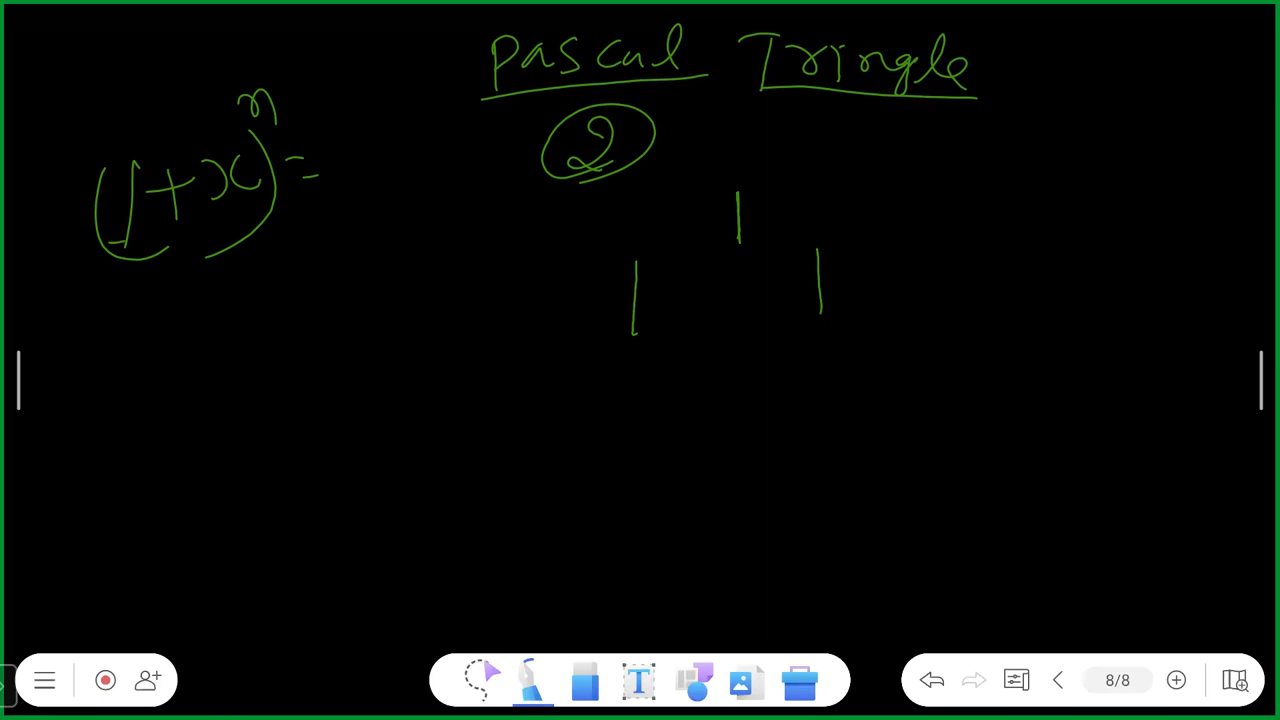 Pascal Tringle
(1+x)^n =
2
1
1 1
8/8
T